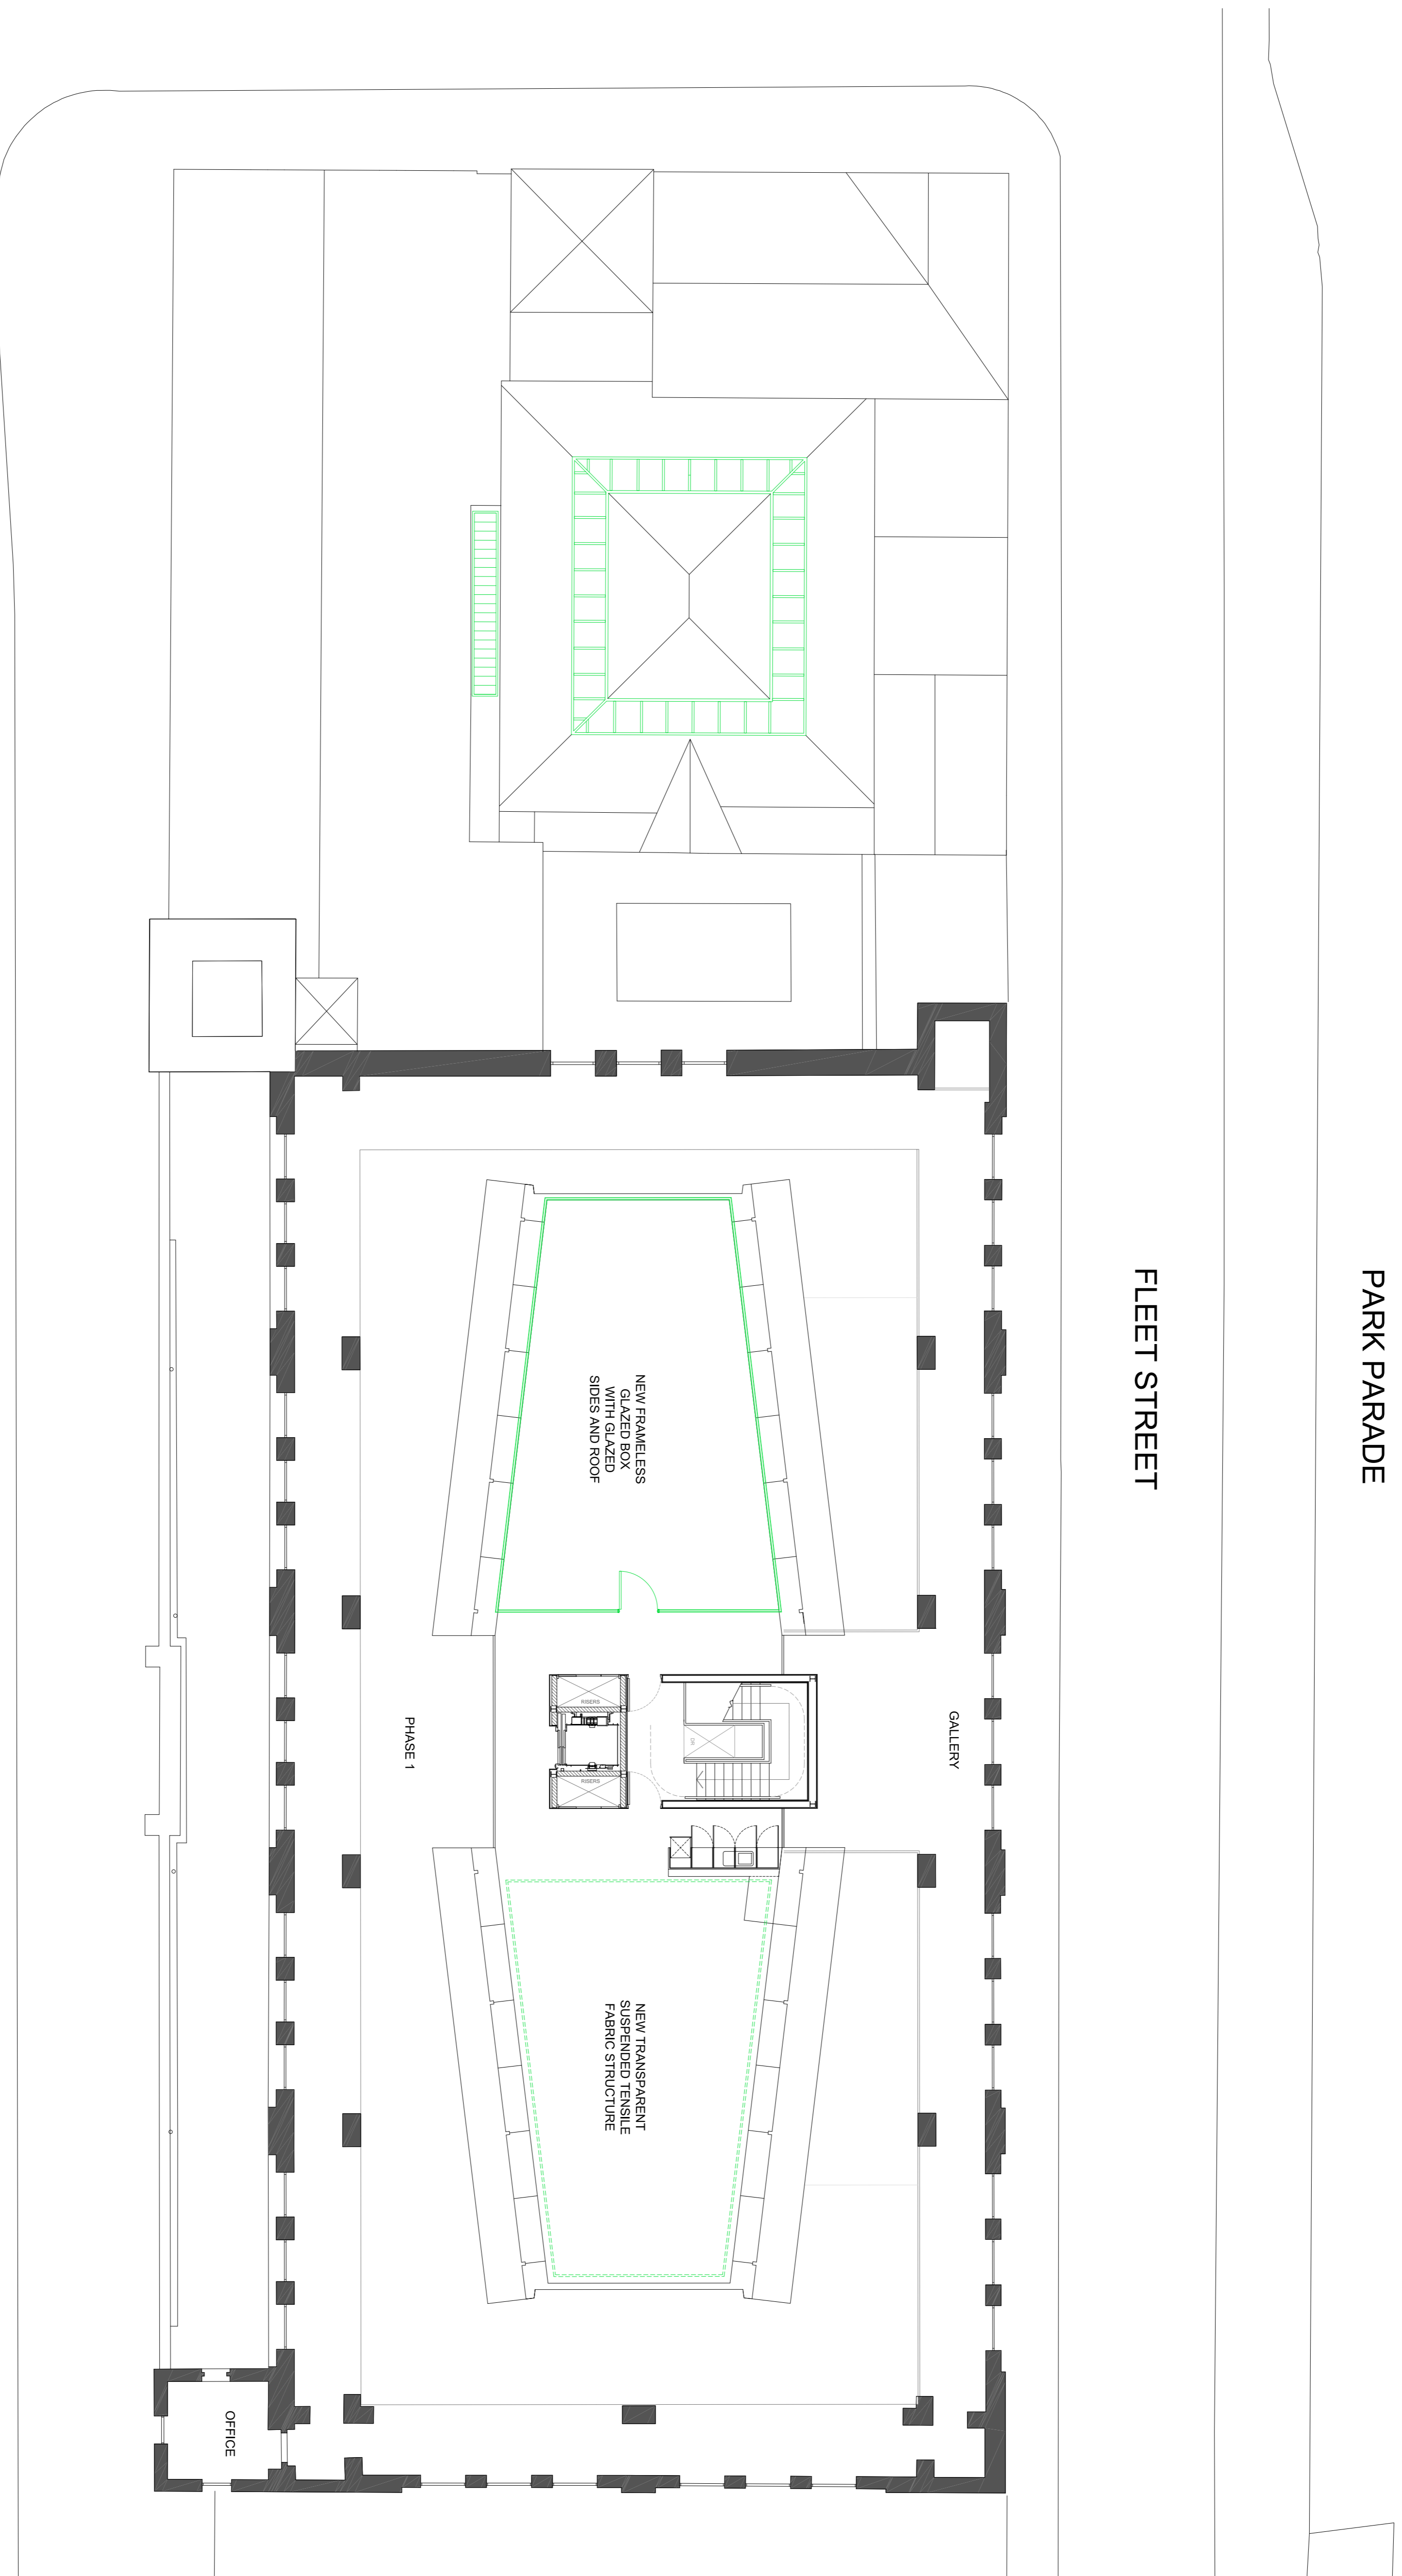 PARK PARADE
FLEET STREET
NEW FRAMELESS
GLAZED BOX
WITH GLAZED
SIDES AND ROOF
GALLERY
RISERS
DN
RISERS
PHASE 1
NEW TRANSPARENT
SUSPENDED TENSILE
FABRIC STRUCTURE
OFFICE